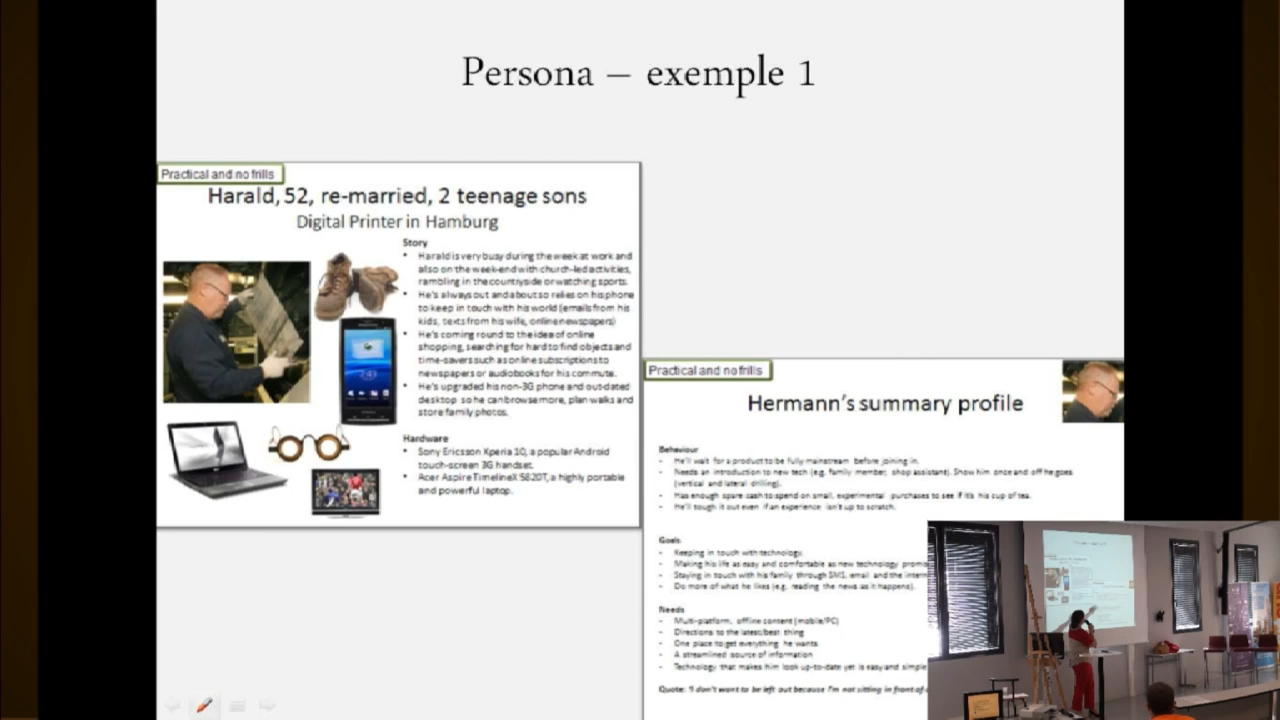 Persona – exemple 1
Practical and no frills
Harald, 52, re-married, 2 teenage sons
Digital Printer in Hamburg
Story
• Harald is very busy during the week at work and
also on the week-end with church-led activities,
rambling in the countryside or watching sports.
• He's always out and about so relies on his phone
to keep in touch with his world (emails from his
kids, texts from his wife, online newspapers)
• He's coming round to the idea of online
shopping, searching for hard to find objects and
time-savers such as online subscriptions to
newspapers or audiobooks for his commute.
• He's upgraded his non-3G phone and out-dated
desktop so he can browse more, plan walks and
store family photos.
Hardware
• Sony Ericsson Xperia 10, a popular Android
touch-screen 3G handset.
• Acer Aspire TimelineX 5820T, a highly portable
and powerful laptop.
Practical and no frills
Hermann's summary profile
Behaviour
- He'll wait for a product to be fully mainstream before joining in.
- Needs an introduction to new tech (e.g. family member, shop assistant). Show him once and off he goes
(vertical and lateral drilling).
- Has enough spare cash to spend on small, experimental purchases to see if it's his cup of tea.
- He'll tough it out even if an experience isn't up to scratch.
Goals
- Keeping in touch with technology.
- Making his life as easy and comfortable as new technology
- Staying in touch with his family through SMS, email and the
- Do more of what he likes (e.g. reading the news as it happens).
Needs
- Multi-platform, offline content (mobile/PC)
- Directions to the latest/best thing
- One place to get everything he wants
- A streamlined source of information
- Technology that makes him look up-to-date yet is easy and simple
Quote: 'I don't want to be left out because I'm not sitting in front of